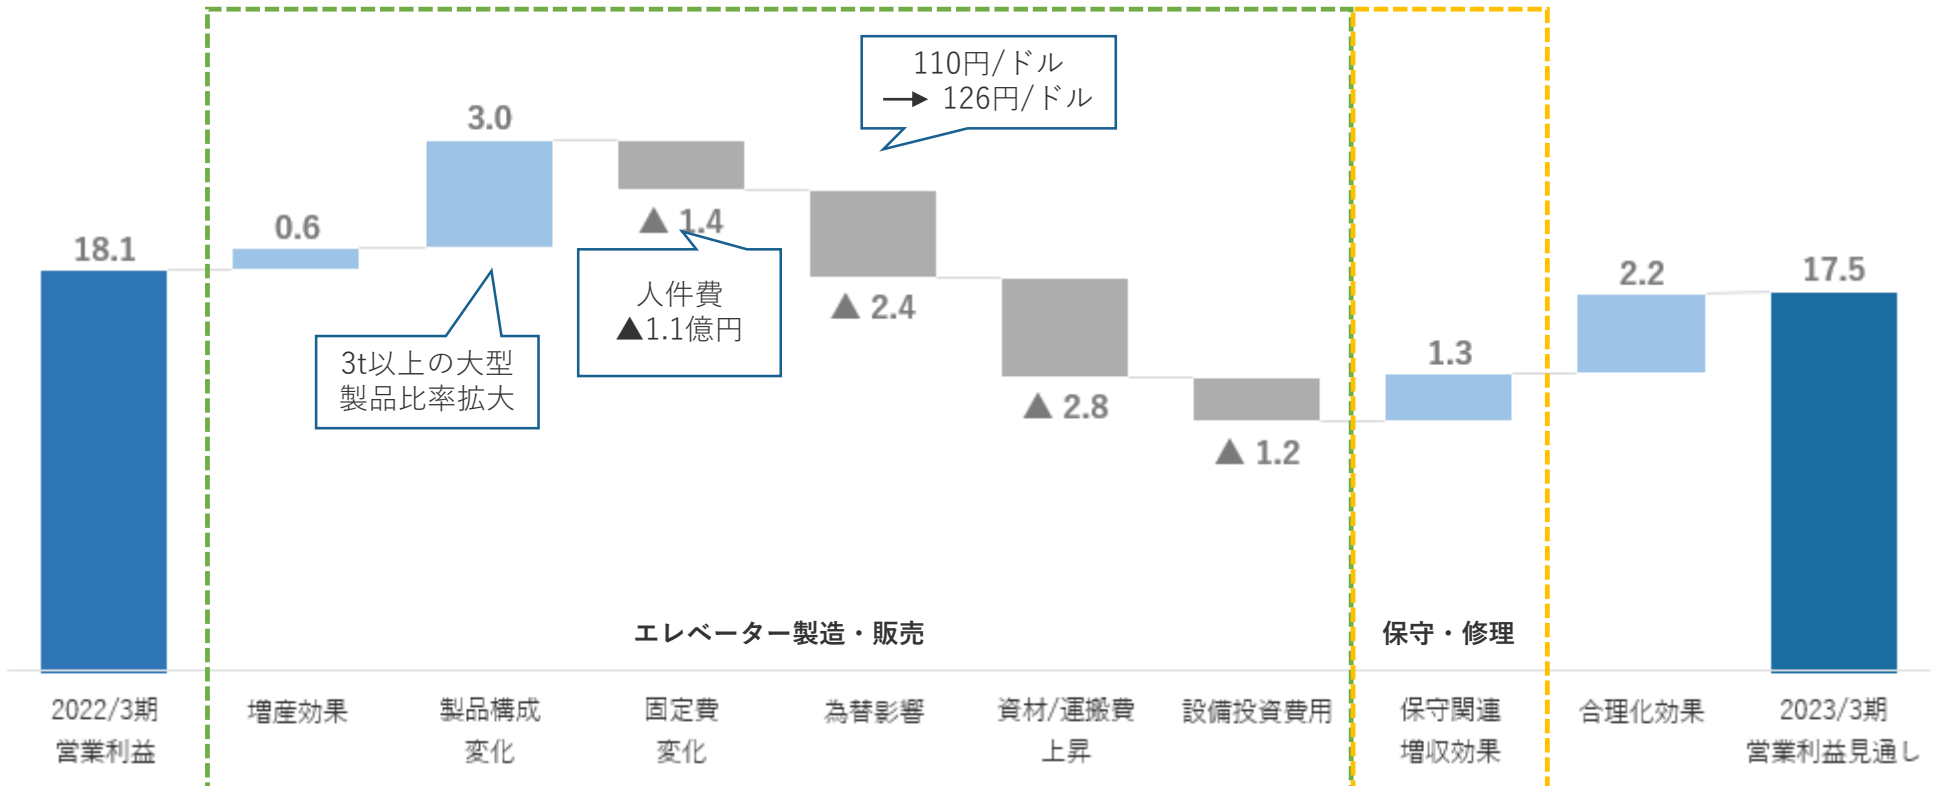 110円/ドル
→ 126円/ドル
3.0
0.6
18.1
▲ 1.4
人件費
▲1.1億円
▲ 2.4
3t以上の大型
製品比率拡大
▲ 2.8
▲ 1.2
1.3
2.2
17.5
エレベーター製造・販売
保守・修理
2022/3期
営業利益
増産効果
製品構成
変化
固定費
変化
為替影響
資材/運搬費
上昇
設備投資費用
保守関連
増収効果
合理化効果
2023/3期
営業利益見通し